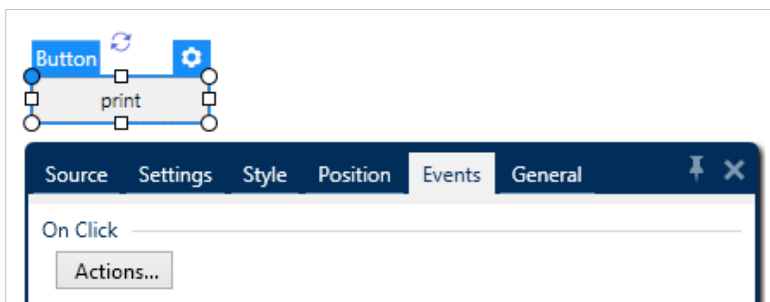 Button
print
Source Settings Style Position Events General
On Click
Actions...